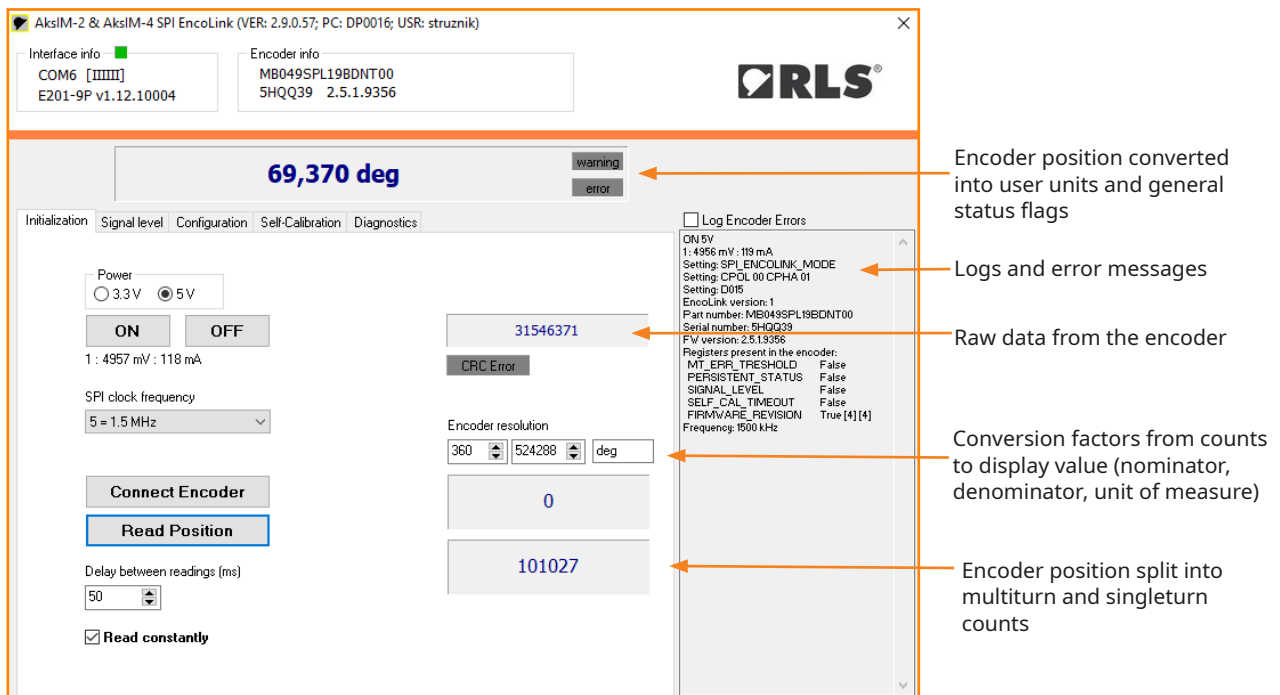 AksIM-2 & AksIM-4 SPI EncoLink (VER: 2.9.0.57; PC: DP0016; USR: struznik)
Interface info
COM6 [IIIIII]
E201-9P v1.12.10004
Encoder info
MB049SPL19BDNT00
5HQQ39 2.5.1.9356
RLS®
69,370 deg
warning
error
Encoder position converted
into user units and general
status flags
Initialization Signal level Configuration Self-Calibration Diagnostics
Power
3.3 V 5 V
ON OFF
1 : 4957 mV : 118 mA
SPI clock frequency
5 = 1.5 MHz
Connect Encoder
Read Position
Delay between readings (ms)
50
Read constantly
31546371
CRC Error
Encoder resolution
360 524288 deg
0
101027
Log Encoder Errors
ON 5V
1 : 4956 mV : 119 mA
Setting: SPI_ENCOLINK_MODE
Setting: CPOL 00 CPHA 01
Setting: D015
EncoLink version: 1
Part number: MB049SPL19BDNT00
Serial number: 5HQQ39
FW version: 2.5.1.9356
Registers present in the encoder:
MT_ERR_TRESHOLD False
PERSISTENT_STATUS False
SIGNAL_LEVEL False
SELF_CAL_TIMEOUT False
FIRMWARE_REVISION True [4] [4]
Frequency: 1500 kHz
Logs and error messages
Raw data from the encoder
Conversion factors from counts
to display value (nominator,
denominator, unit of measure)
Encoder position split into
multiturn and singleturn
counts